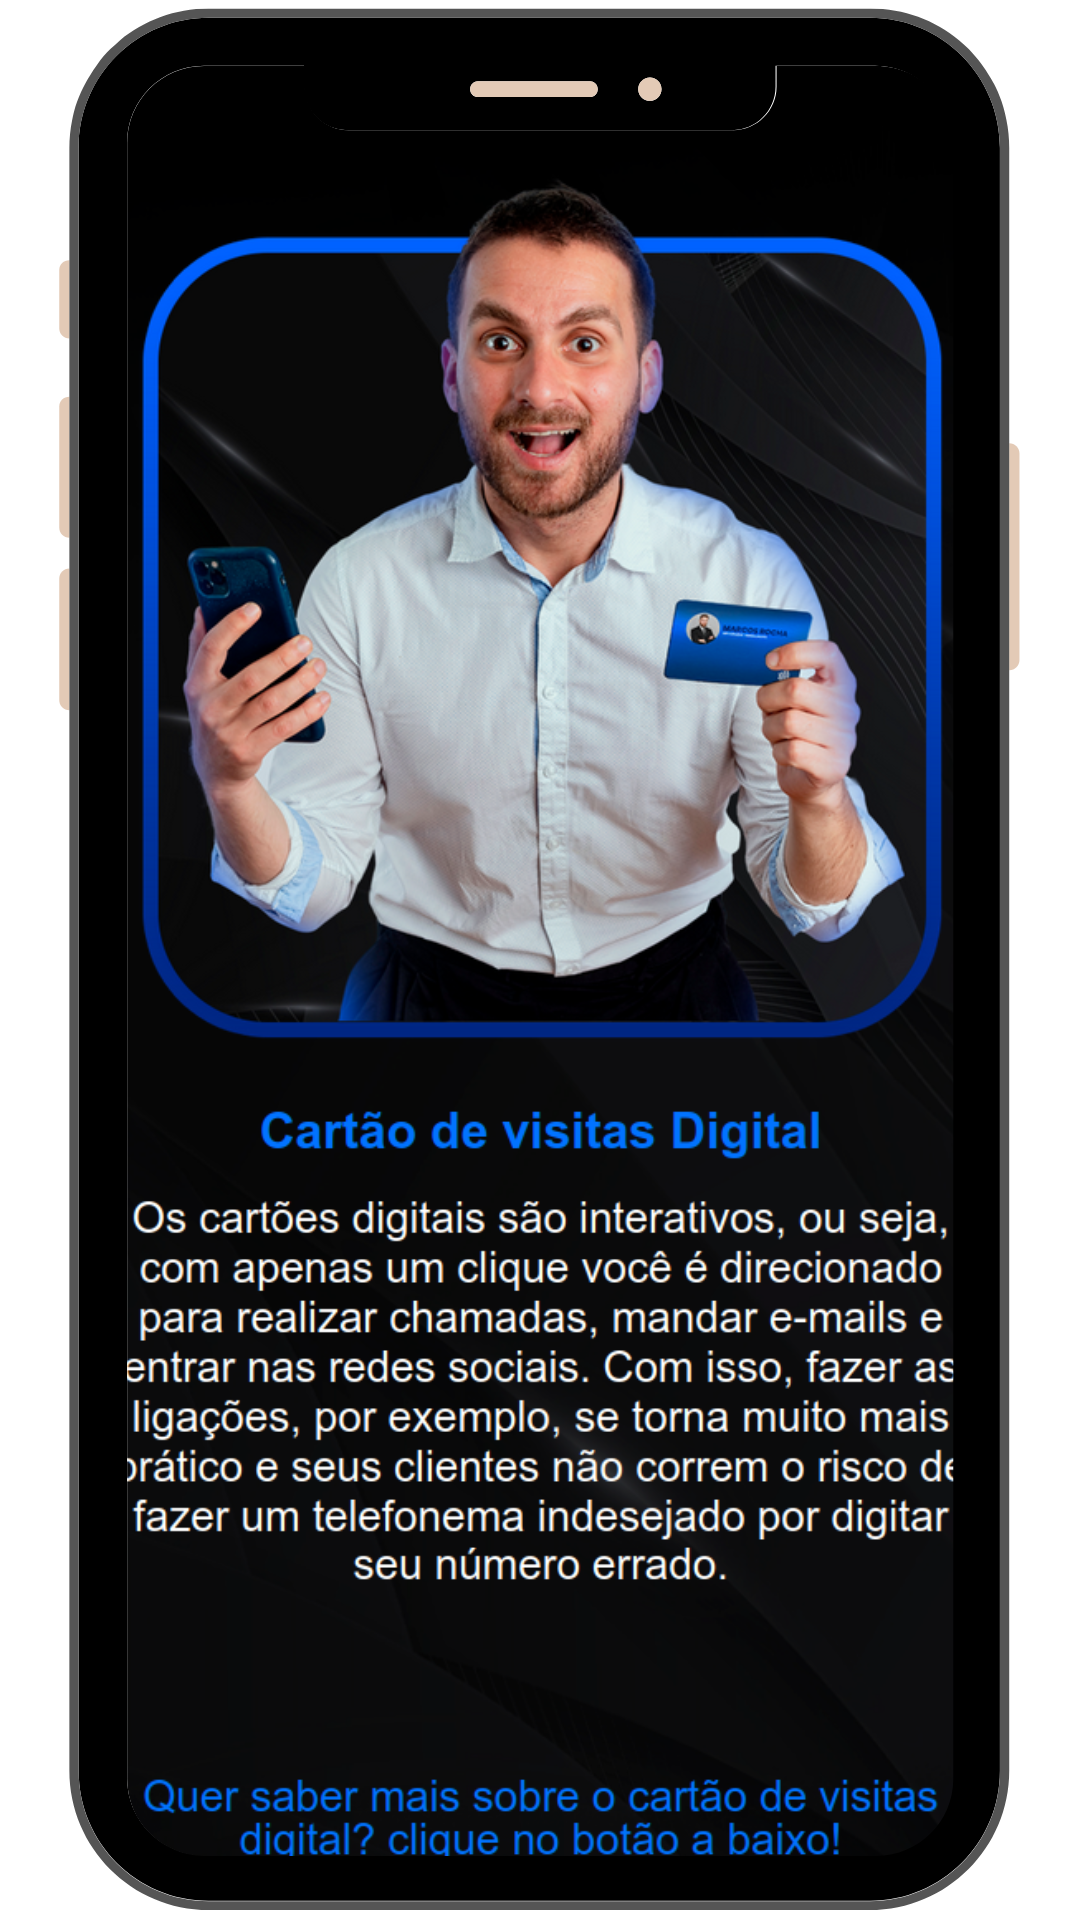 MARCOS ROCHA
Cartão de visitas Digital
Os cartões digitais são interativos, ou seja,
com apenas um clique você é direcionado
para realizar chamadas, mandar e-mails e
entrar nas redes sociais. Com isso, fazer as
ligações, por exemplo, se torna muito mais
prático e seus clientes não correm o risco de
fazer um telefonema indesejado por digitar
seu número errado.
Quer saber mais sobre o cartão de visitas
digital? clique no botão a baixo!